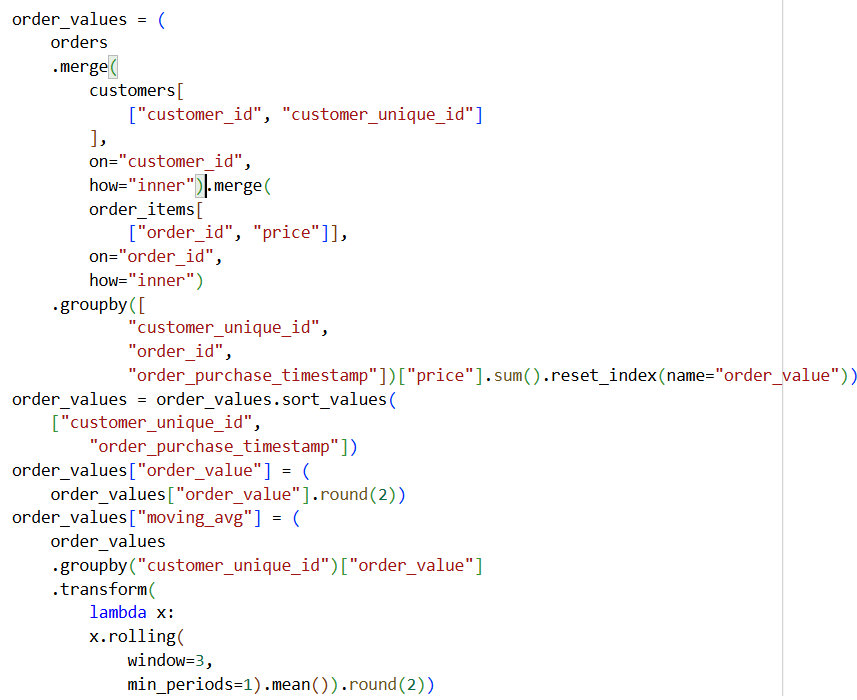 order_values = (
    orders
    .merge(
        customers[
            ["customer_id", "customer_unique_id"]
        ],
        on="customer_id",
        how="inner").merge(
        order_items[
            ["order_id", "price"]],
        on="order_id",
        how="inner")
    .groupby([
            "customer_unique_id",
            "order_id",
            "order_purchase_timestamp"])["price"].sum().reset_index(name="order_value"))
order_values = order_values.sort_values(
    ["customer_unique_id",
        "order_purchase_timestamp"])
order_values["order_value"] = (
    order_values["order_value"].round(2))
order_values["moving_avg"] = (
    order_values
    .groupby("customer_unique_id")["order_value"]
    .transform(
        lambda x:
        x.rolling(
            window=3,
            min_periods=1).mean()).round(2))